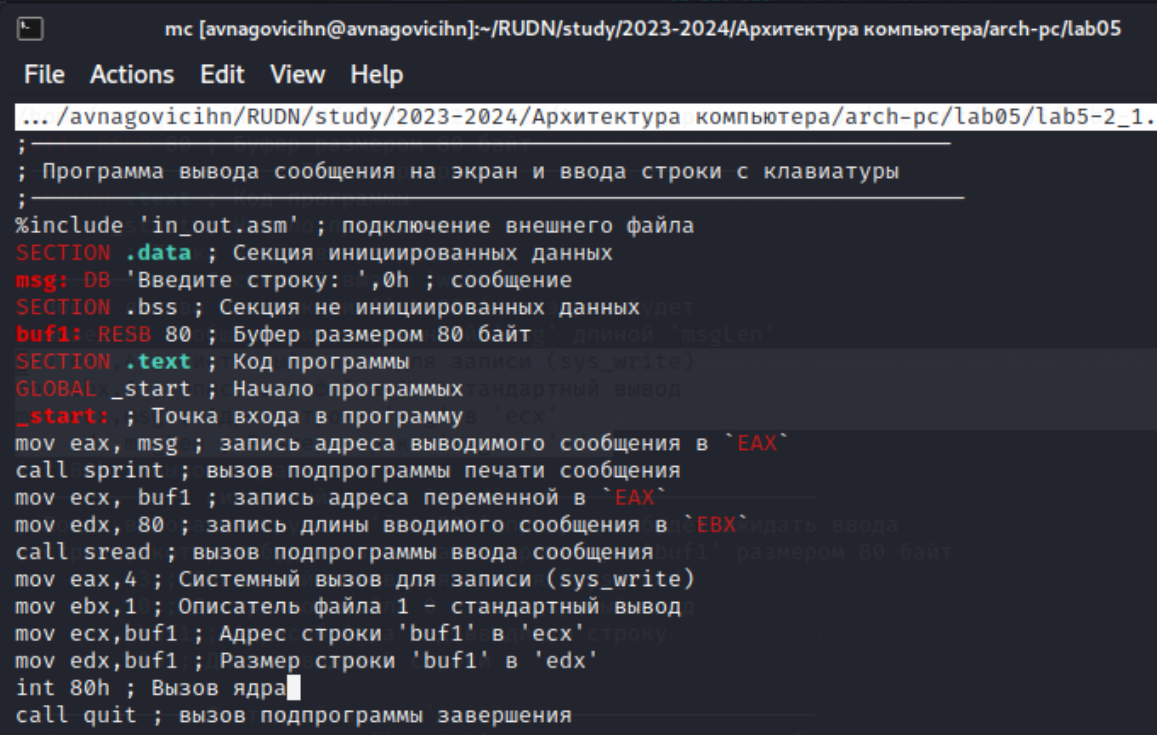 mc [avnagovicihn@avnagovicihn]:~/RUDN/study/2023-2024/Архитектура компьютера/arch-pc/lab05
File Actions Edit View Help
.../avnagovicihn/RUDN/study/2023-2024/Архитектура компьютера/arch-pc/lab05/lab5-2_1.
;
; Программа вывода сообщения на экран и ввода строки с клавиатуры
;
%include 'in_out.asm' ; подключение внешнего файла
SECTION .data ; Секция инициированных данных
msg: DB 'Введите строку: ',0h ; сообщение
SECTION .bss ; Секция не инициированных данных
buf1: RESB 80 ; Буфер размером 80 байт
SECTION .text ; Код программы
GLOBAL _start ; Начало программых
_start: ; Точка входа в программу
mov eax, msg ; запись адреса выводимого сообщения в `EAX`
call sprint ; вызов подпрограммы печати сообщения
mov ecx, buf1 ; запись адреса переменной в `EAX`
mov edx, 80 ; запись длины вводимого сообщения в `EBX`
call sread ; вызов подпрограммы ввода сообщения
mov eax,4 ; Системный вызов для записи (sys_write)
mov ebx,1 ; Описатель файла 1 - стандартный вывод
mov ecx,buf1 ; Адрес строки 'buf1' в 'ecx'
mov edx,buf1 ; Размер строки 'buf1' в 'edx'
int 80h ; Вызов ядра
call quit ; вызов подпрограммы завершения